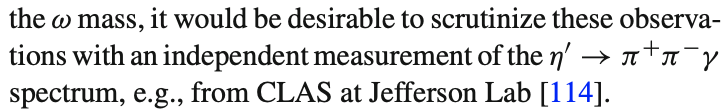 the ω mass, it would be desirable to scrutinize these observa-
tions with an independent measurement of the η′ → π⁺π⁻γ
spectrum, e.g., from CLAS at Jefferson Lab [114].